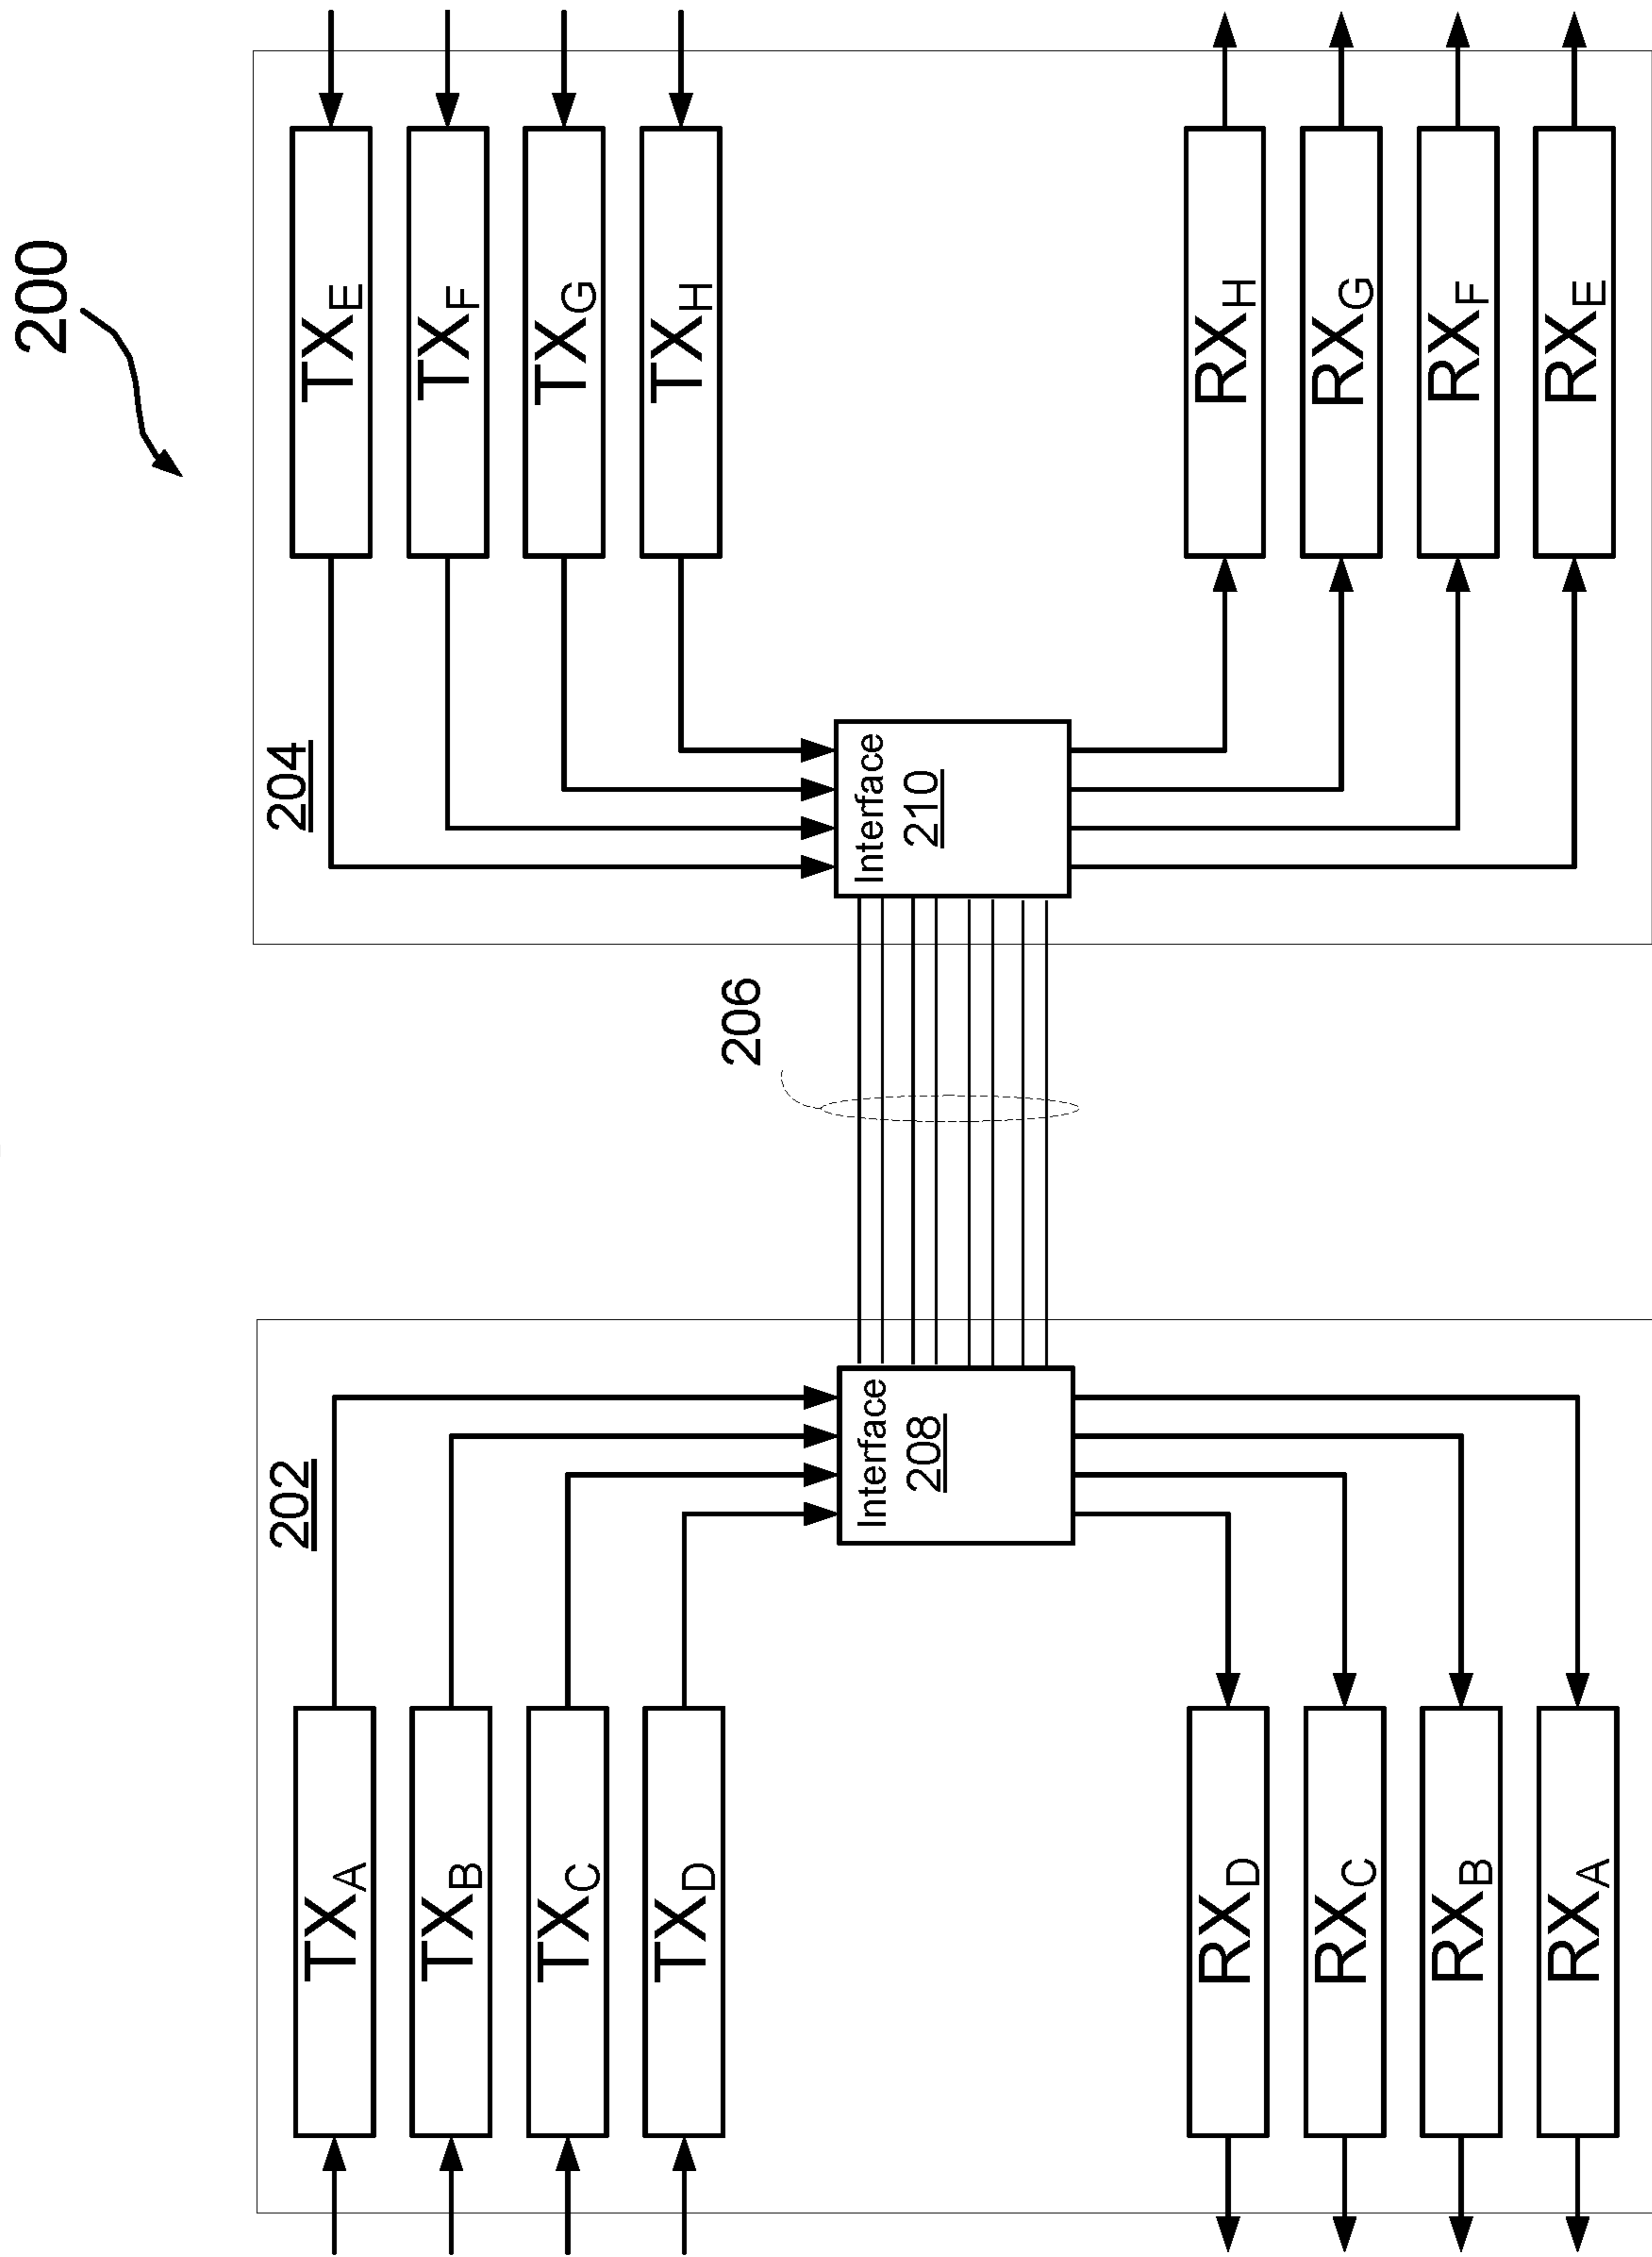 200
202
204
TX_A
TX_E
TX_B
TX_F
TX_C
TX_G
TX_D
TX_H
206
Interface
208
Interface
210
RX_D
RX_H
RX_C
RX_G
RX_B
RX_F
RX_A
RX_E